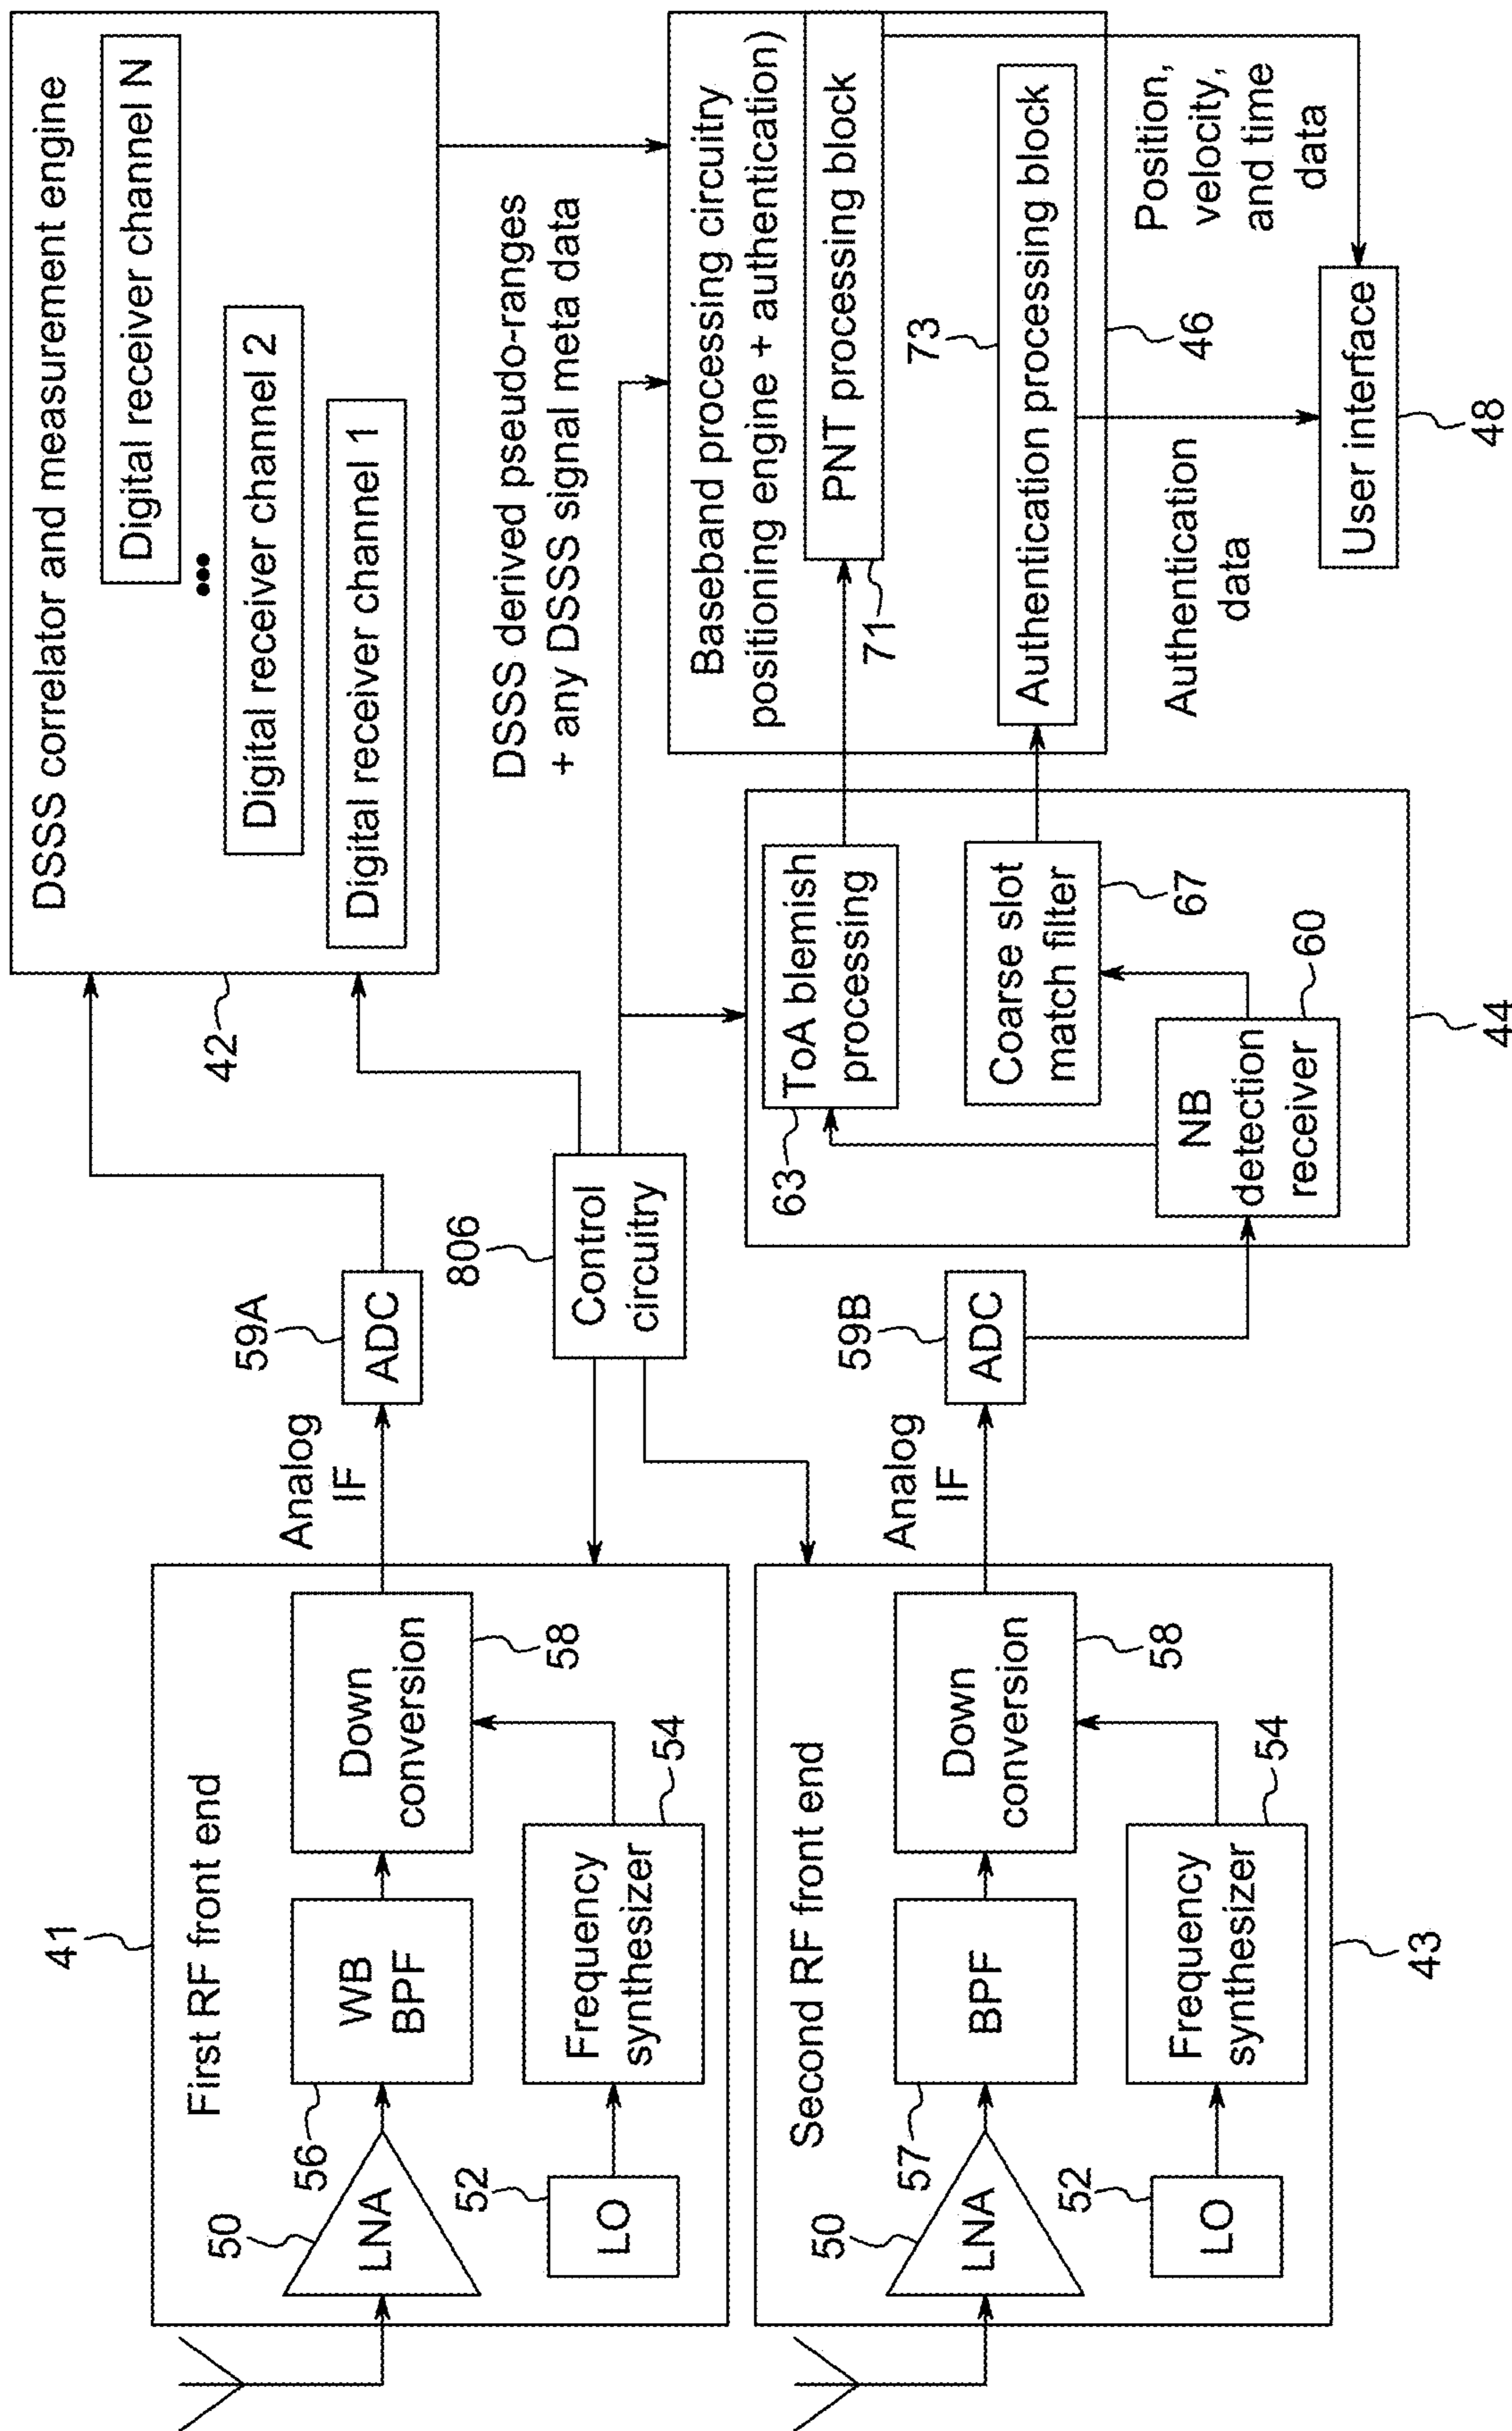 41
First RF front end
50
LNA
56
WB
BPF
Down
conversion
58
52
LO
Frequency
synthesizer
54
Analog
IF
59A
ADC
42
DSSS correlator and measurement engine
Digital receiver channel N
•••
Digital receiver channel 2
Digital receiver channel 1
806
Control
circuitry
DSSS derived pseudo-ranges
+ any DSSS signal meta data
Second RF front end
50
LNA
57
BPF
Down
conversion
58
52
LO
Frequency
synthesizer
54
43
Analog
IF
59B
ADC
63
ToA blemish
processing
Coarse slot
match filter
67
NB
detection
receiver
60
44
Baseband processing circuitry
positioning engine + authentication)
PNT processing block
71
73
Authentication processing block
46
Authentication
data
Position,
velocity,
and time
data
User interface
48